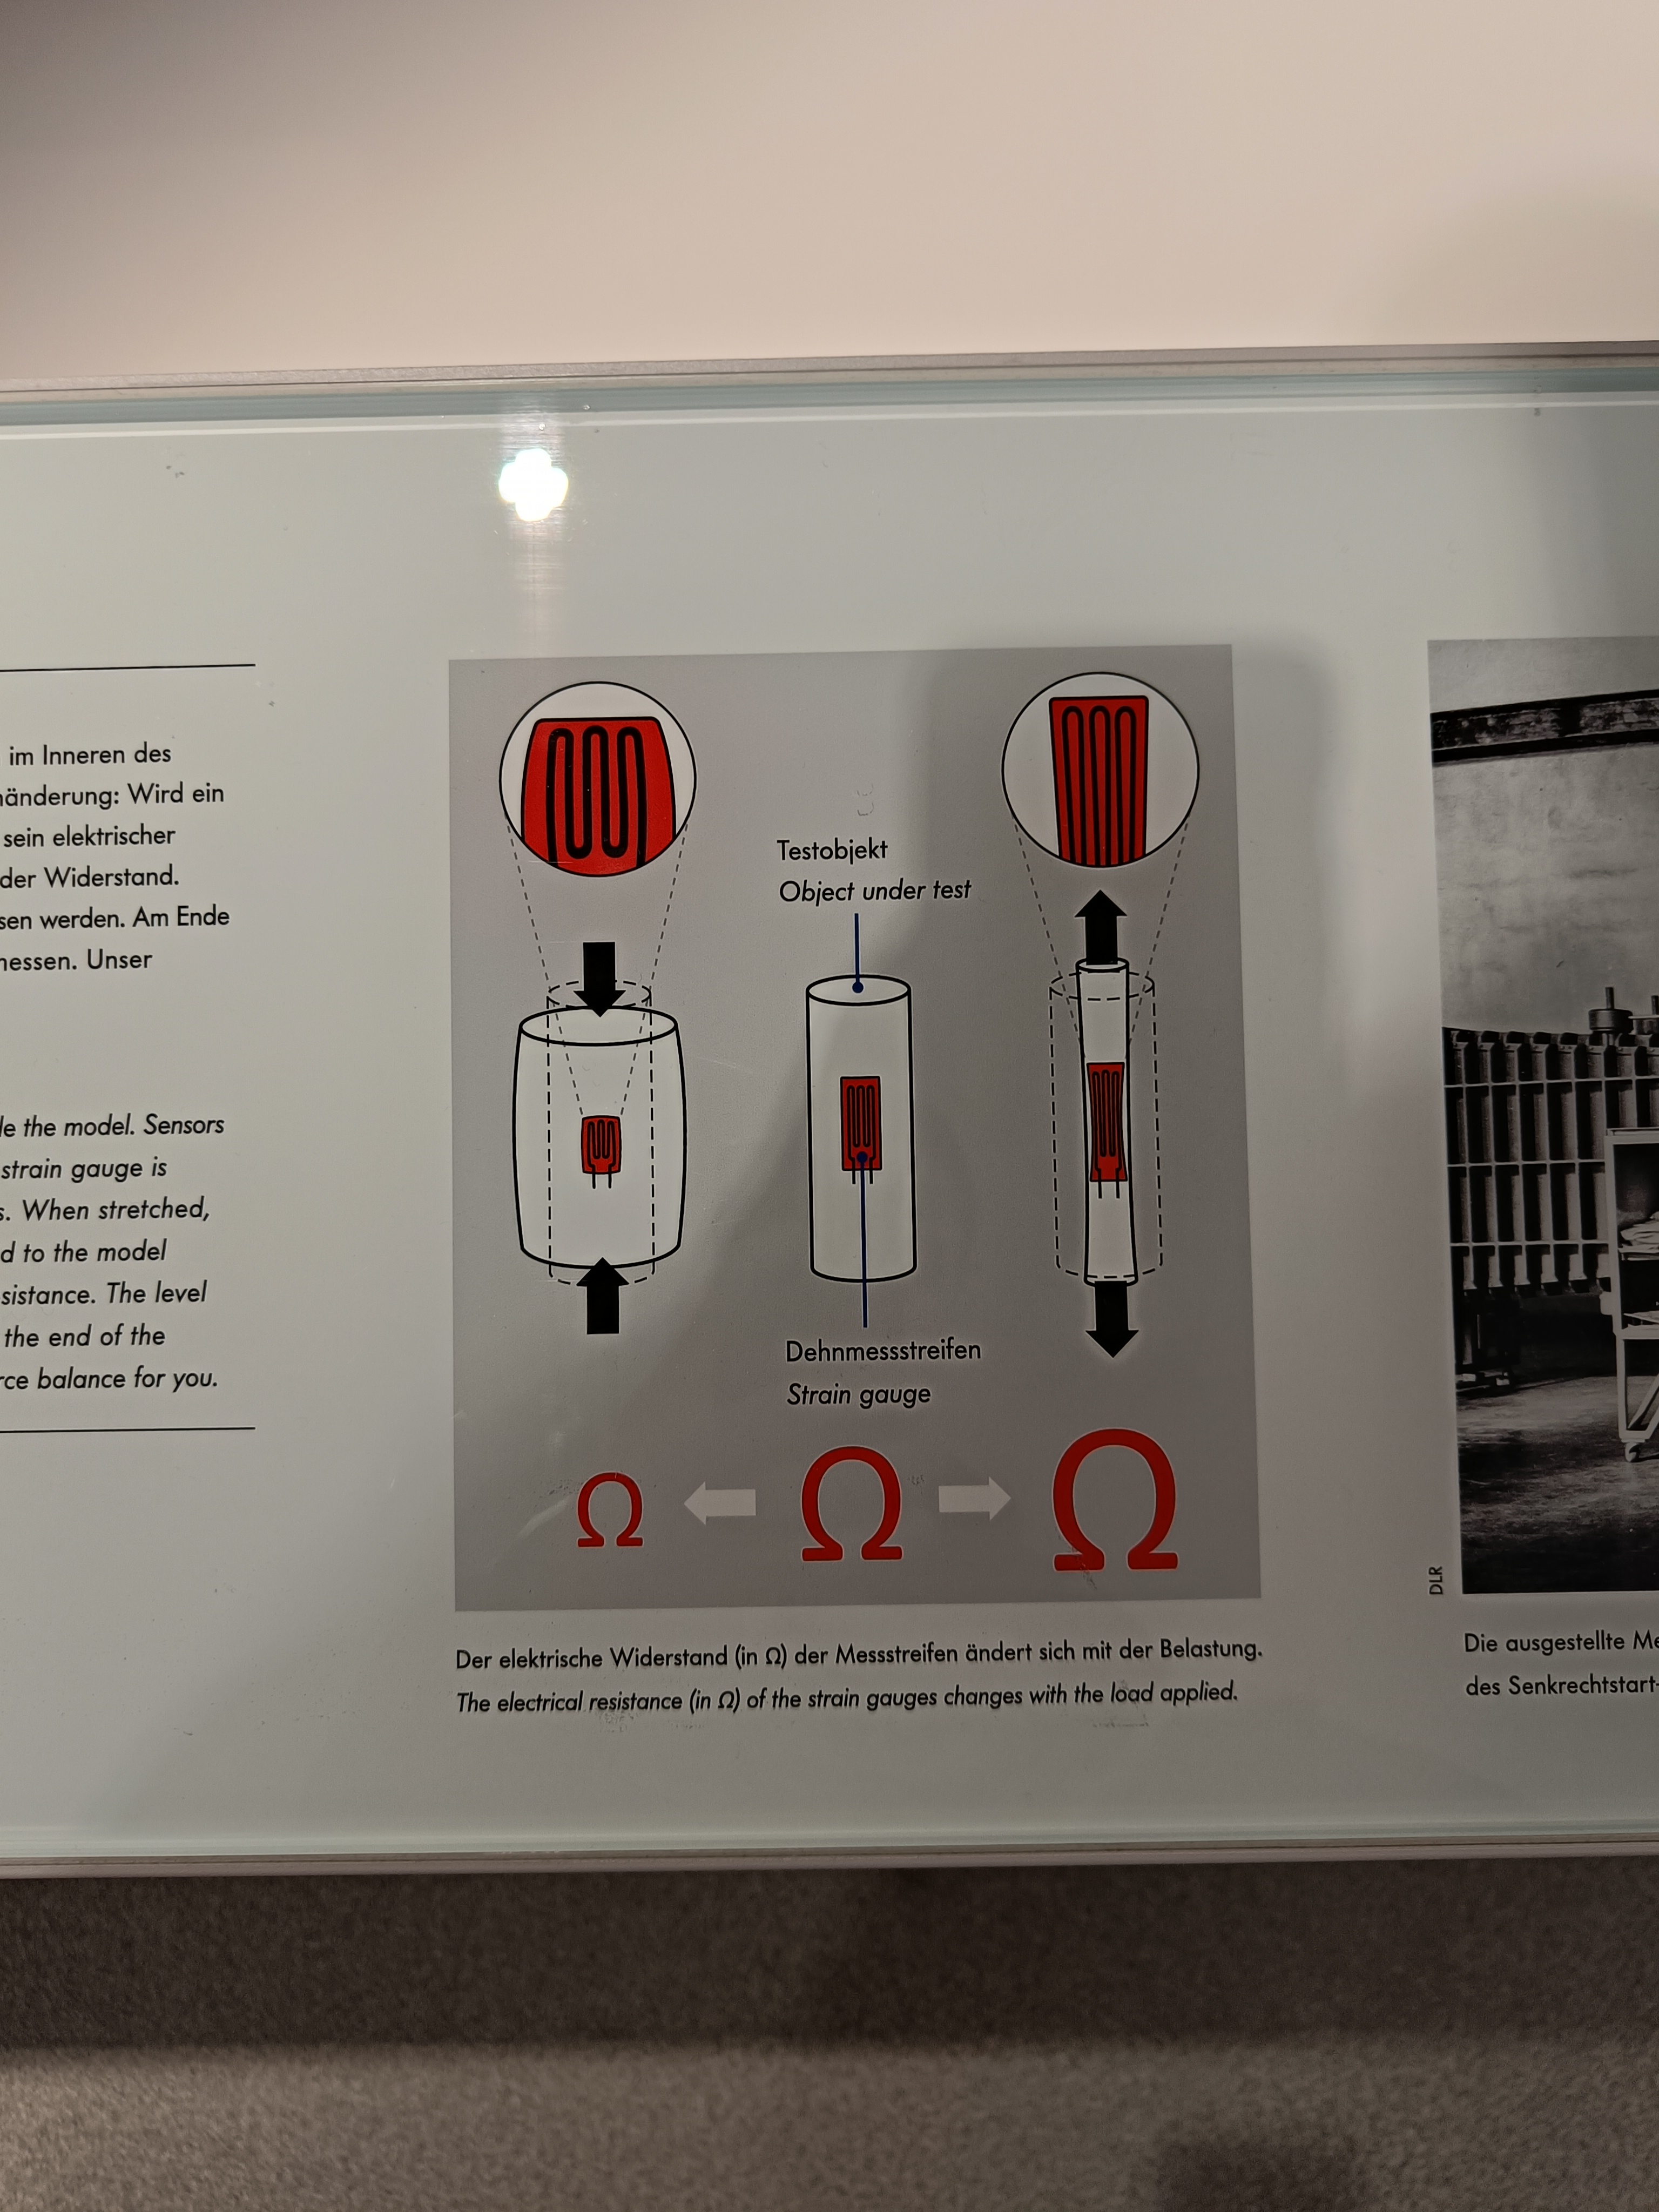 im Inneren des
änderung: Wird ein
sein elektrischer
der Widerstand.
sen werden. Am Ende
messen. Unser
de the model. Sensors
strain gauge is
s. When stretched,
d to the model
sistance. The level
the end of the
rce balance for you.
Testobjekt
Object under test
Dehnmessstreifen
Strain gauge
Ω Ω Ω
Der elektrische Widerstand (in Ω) der Messstreifen ändert sich mit der Belastung.
The electrical resistance (in Ω) of the strain gauges changes with the load applied.
DLR
Die ausgestellte Me
des Senkrechtstart-